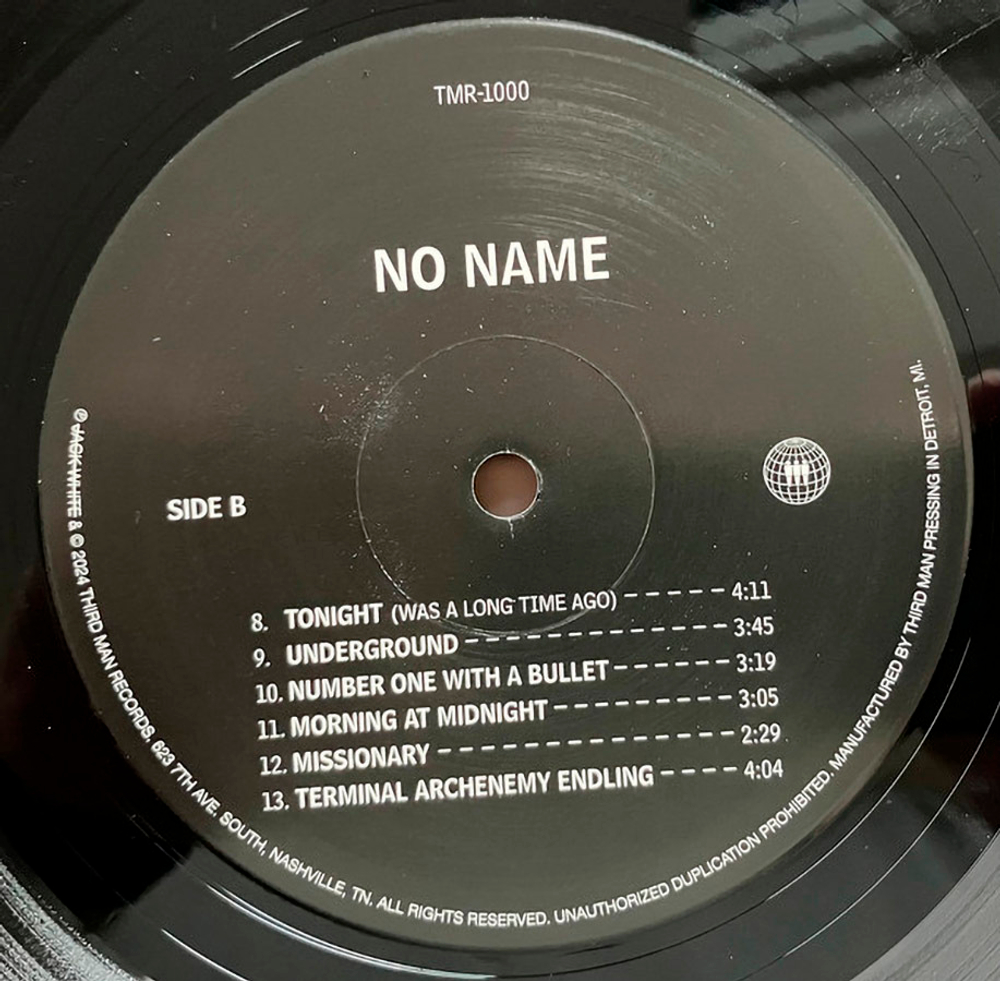 TMR-1000
NO NAME
SIDE B
8. TONIGHT (WAS A LONG TIME AGO) ----- 4:11
9. UNDERGROUND -------------- 3:45
10. NUMBER ONE WITH A BULLET ------ 3:19
11. MORNING AT MIDNIGHT --------- 3:05
12. MISSIONARY --------------- 2:29
13. TERMINAL ARCHENEMY ENDLING ---- 4:04
℗ JACK WHITE & © 2024 THIRD MAN RECORDS. 623 7TH AVE. SOUTH, NASHVILLE, TN. ALL RIGHTS RESERVED. UNAUTHORIZED DUPLICATION PROHIBITED. MANUFACTURED BY THIRD MAN PRESSING IN DETROIT, MI.